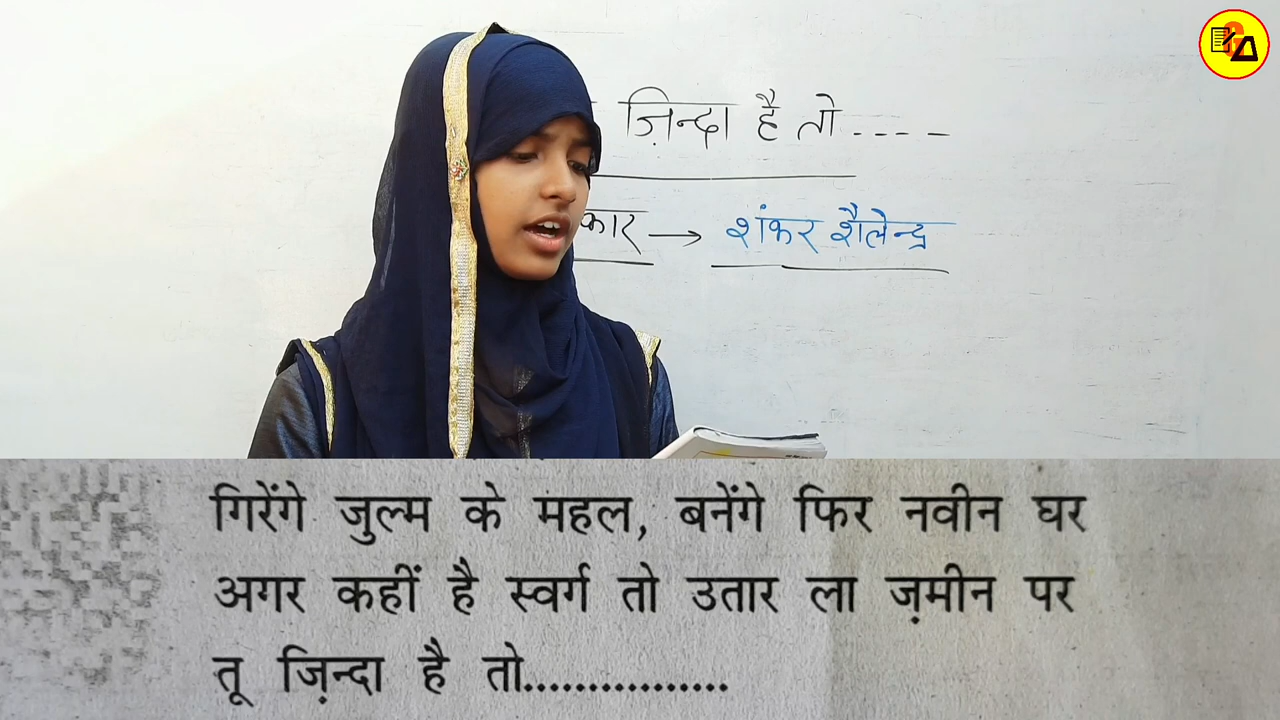 ज़िन्दा है तो - - - -
कार → शंकर शैलेन्द्र
गिरेंगे जुल्म के महल, बनेंगे फिर नवीन घर
अगर कहीं है स्वर्ग तो उतार ला ज़मीन पर
तू ज़िन्दा है तो................